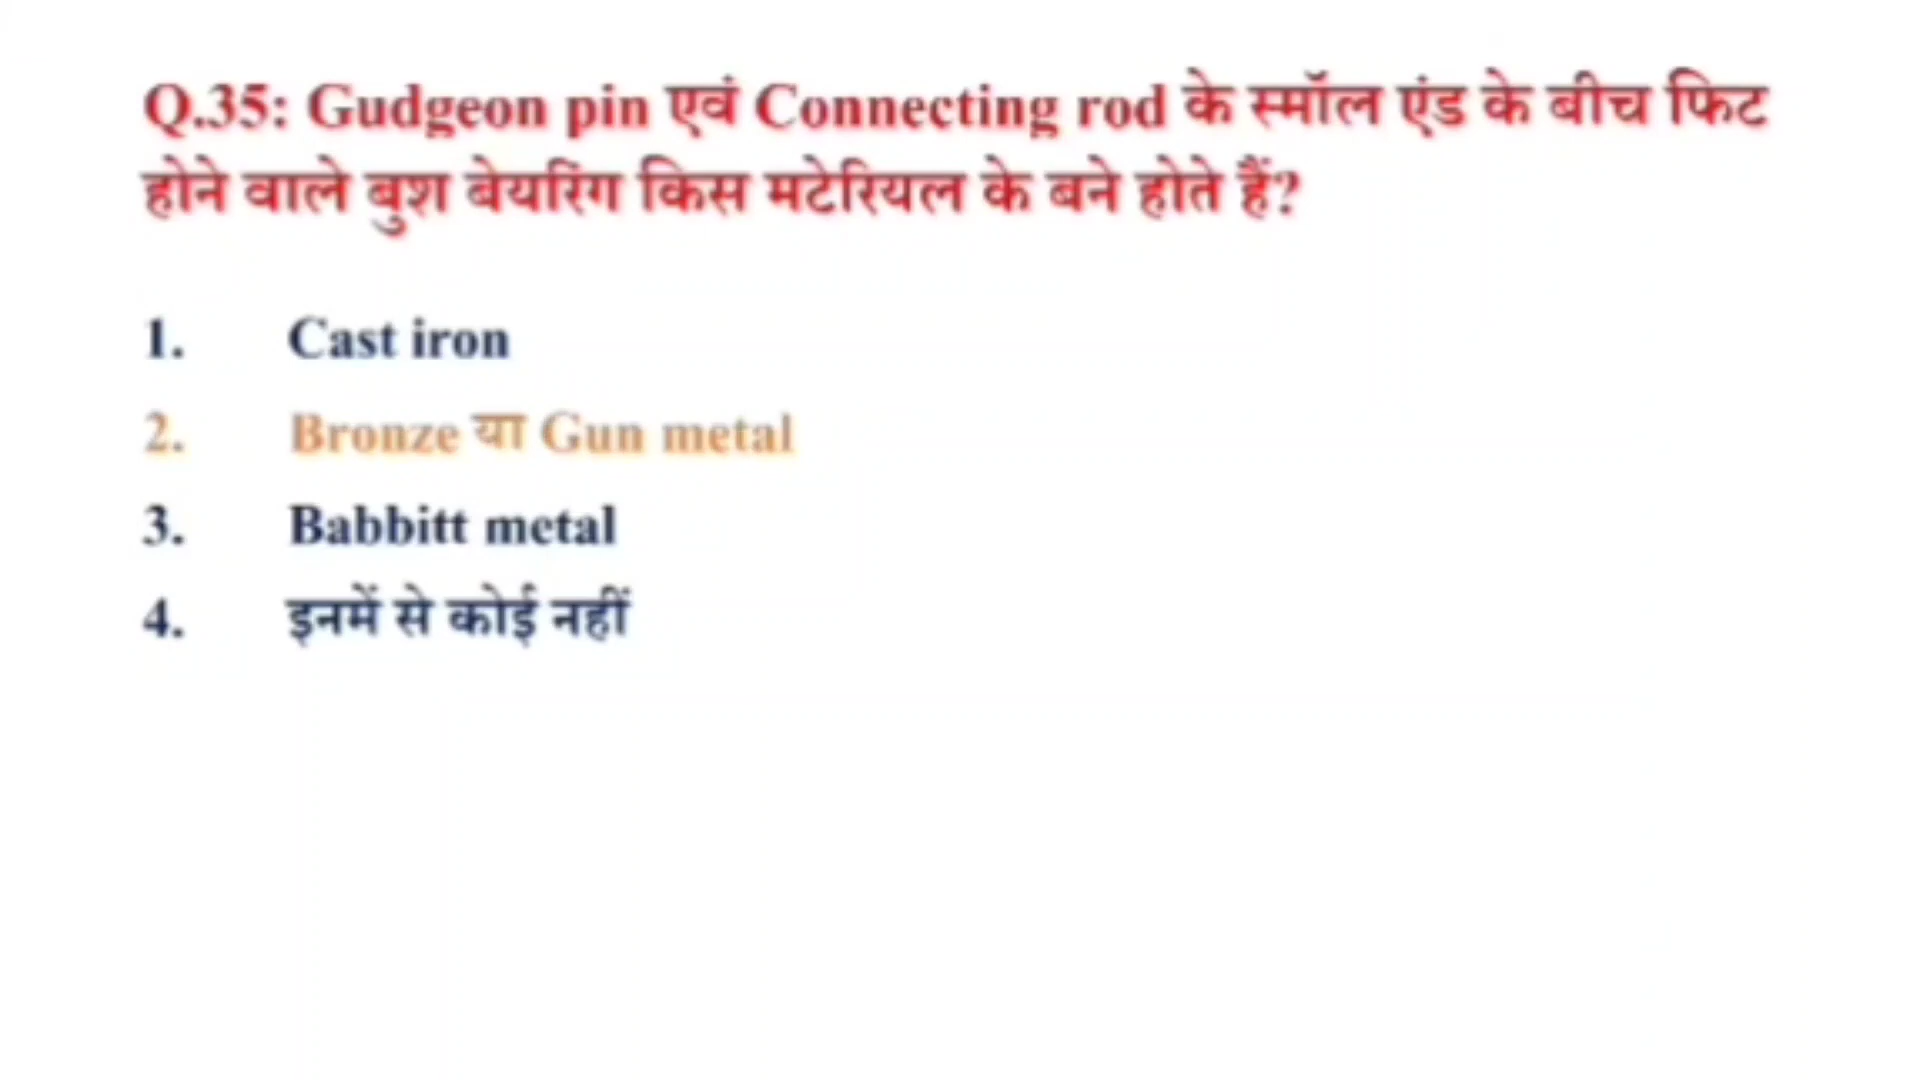 Q.35: Gudgeon pin एवं Connecting rod के स्मॉल एंड के बीच फिट
होने वाले बुश बेयरिंग किस मटेरियल के बने होते हैं?
1. Cast iron
2. Bronze या Gun metal
3. Babbitt metal
4. इनमें से कोई नहीं